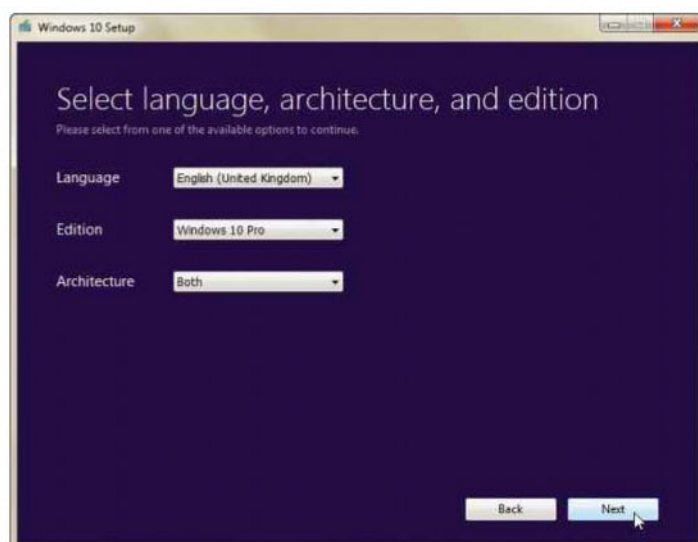 Windows 10 Setup
Select language, architecture, and edition
Please select from one of the available options to continue.
Language English (United Kingdom)
Edition Windows 10 Pro
Architecture Both
Back Next